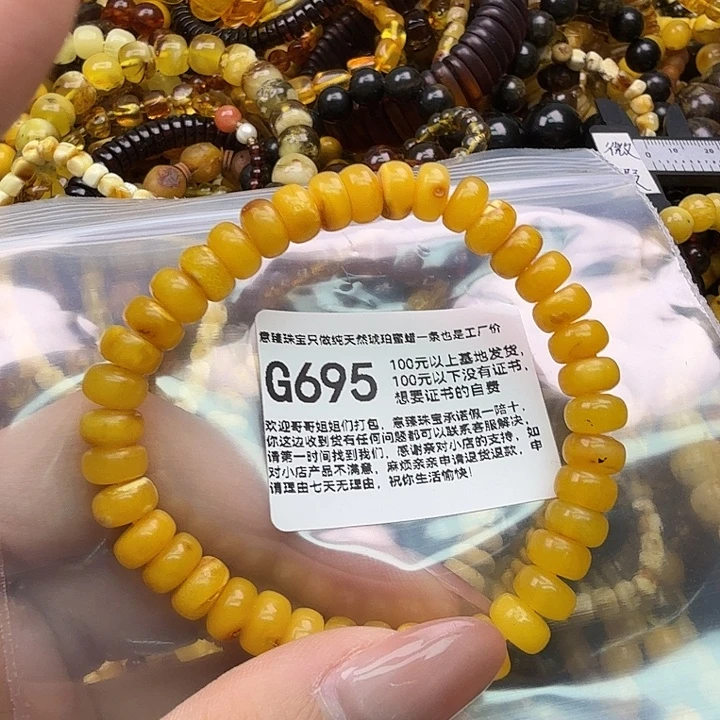 意臻珠宝只做纯天然琥珀蜜蜡一条也是工厂价
G695
100元以上基地发货,
100元以下没有证书,
想要证书的自费
欢迎哥哥姐姐们打包, 意臻珠宝承诺假一陪十,
你这边收到货有任何问题都可以联系客服解决,
请第一时间找到我们, 感谢亲对小店的支持, 如
对小店产品不满意, 麻烦亲亲申请退货退款, 申
请理由七天无理由, 祝你生活愉快!
0 10 20